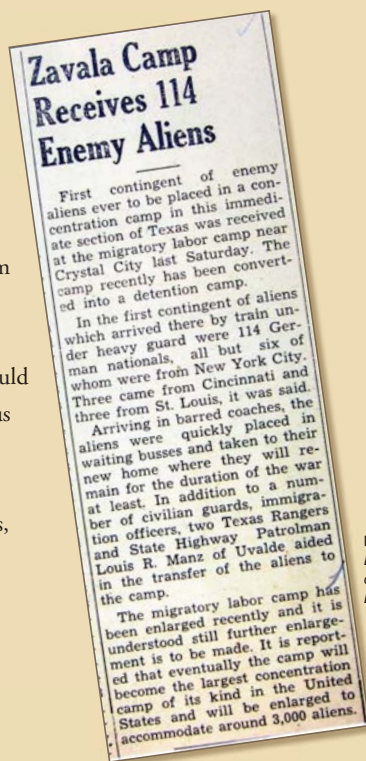 Zavala Camp
Receives 114
Enemy Aliens
First contingent of enemy
aliens ever to be placed in a con-
centration camp in this immedi-
ate section of Texas was received
at the migratory labor camp near
Crystal City last Saturday. The
camp recently has been convert-
ed into a detention camp.
In the first contingent of aliens
which arrived there by train un-
der heavy guard were 114 Ger-
man nationals, all but six of
whom were from New York City.
Three came from Cincinnati and
three from St. Louis, it was said.
Arriving in barred coaches, the
aliens were quickly placed in
waiting busses and taken to their
new home where they will re-
main for the duration of the war
at least. In addition to a num-
ber of civilian guards, immigra-
tion officers, two Texas Rangers
and State Highway Patrolman
Louis R. Manz of Uvalde aided
in the transfer of the aliens to
the camp.
The migratory labor camp has
been enlarged recently and it is
understood still further enlarge-
ment is to be made. It is report-
ed that eventually the camp will
become the largest concentration
camp of its kind in the United
States and will be enlarged to
accommodate around 3,000 aliens.